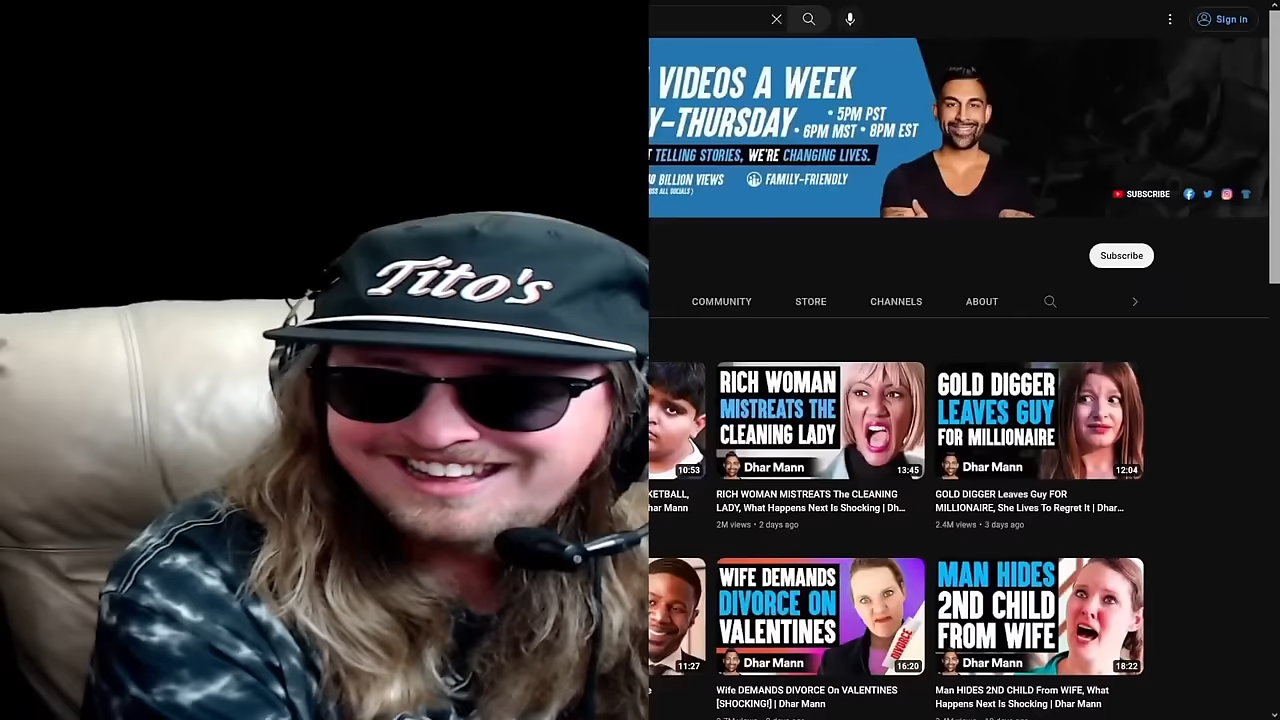 Sign in
VIDEOS A WEEK
Y-THURSDAY • 5PM PST
• 6PM MST • 8PM EST
T TELLING STORIES, WE'RE CHANGING LIVES.
BILLION VIEWS
FAMILY-FRIENDLY
SUBSCRIBE
Subscribe
COMMUNITY
STORE
CHANNELS
ABOUT
Tito's
10:53
KETBALL,
har Mann
RICH WOMAN
MISTREATS THE
CLEANING LADY
Dhar Mann
13:45
RICH WOMAN MISTREATS The CLEANING
LADY, What Happens Next Is Shocking | Dh...
2M views • 2 days ago
GOLD DIGGER
LEAVES GUY
FOR MILLIONAIRE
Dhar Mann
12:04
GOLD DIGGER Leaves Guy FOR
MILLIONAIRE, She Lives To Regret It | Dhar...
2.4M views • 3 days ago
11:27
e
WIFE DEMANDS
DIVORCE ON
VALENTINES
DIVORCE
Dhar Mann
16:20
Wife DEMANDS DIVORCE On VALENTINES
[SHOCKING!] | Dhar Mann
MAN HIDES
2ND CHILD
FROM WIFE
Dhar Mann
18:22
Man HIDES 2ND CHILD From WIFE, What
Happens Next Is Shocking | Dhar Mann